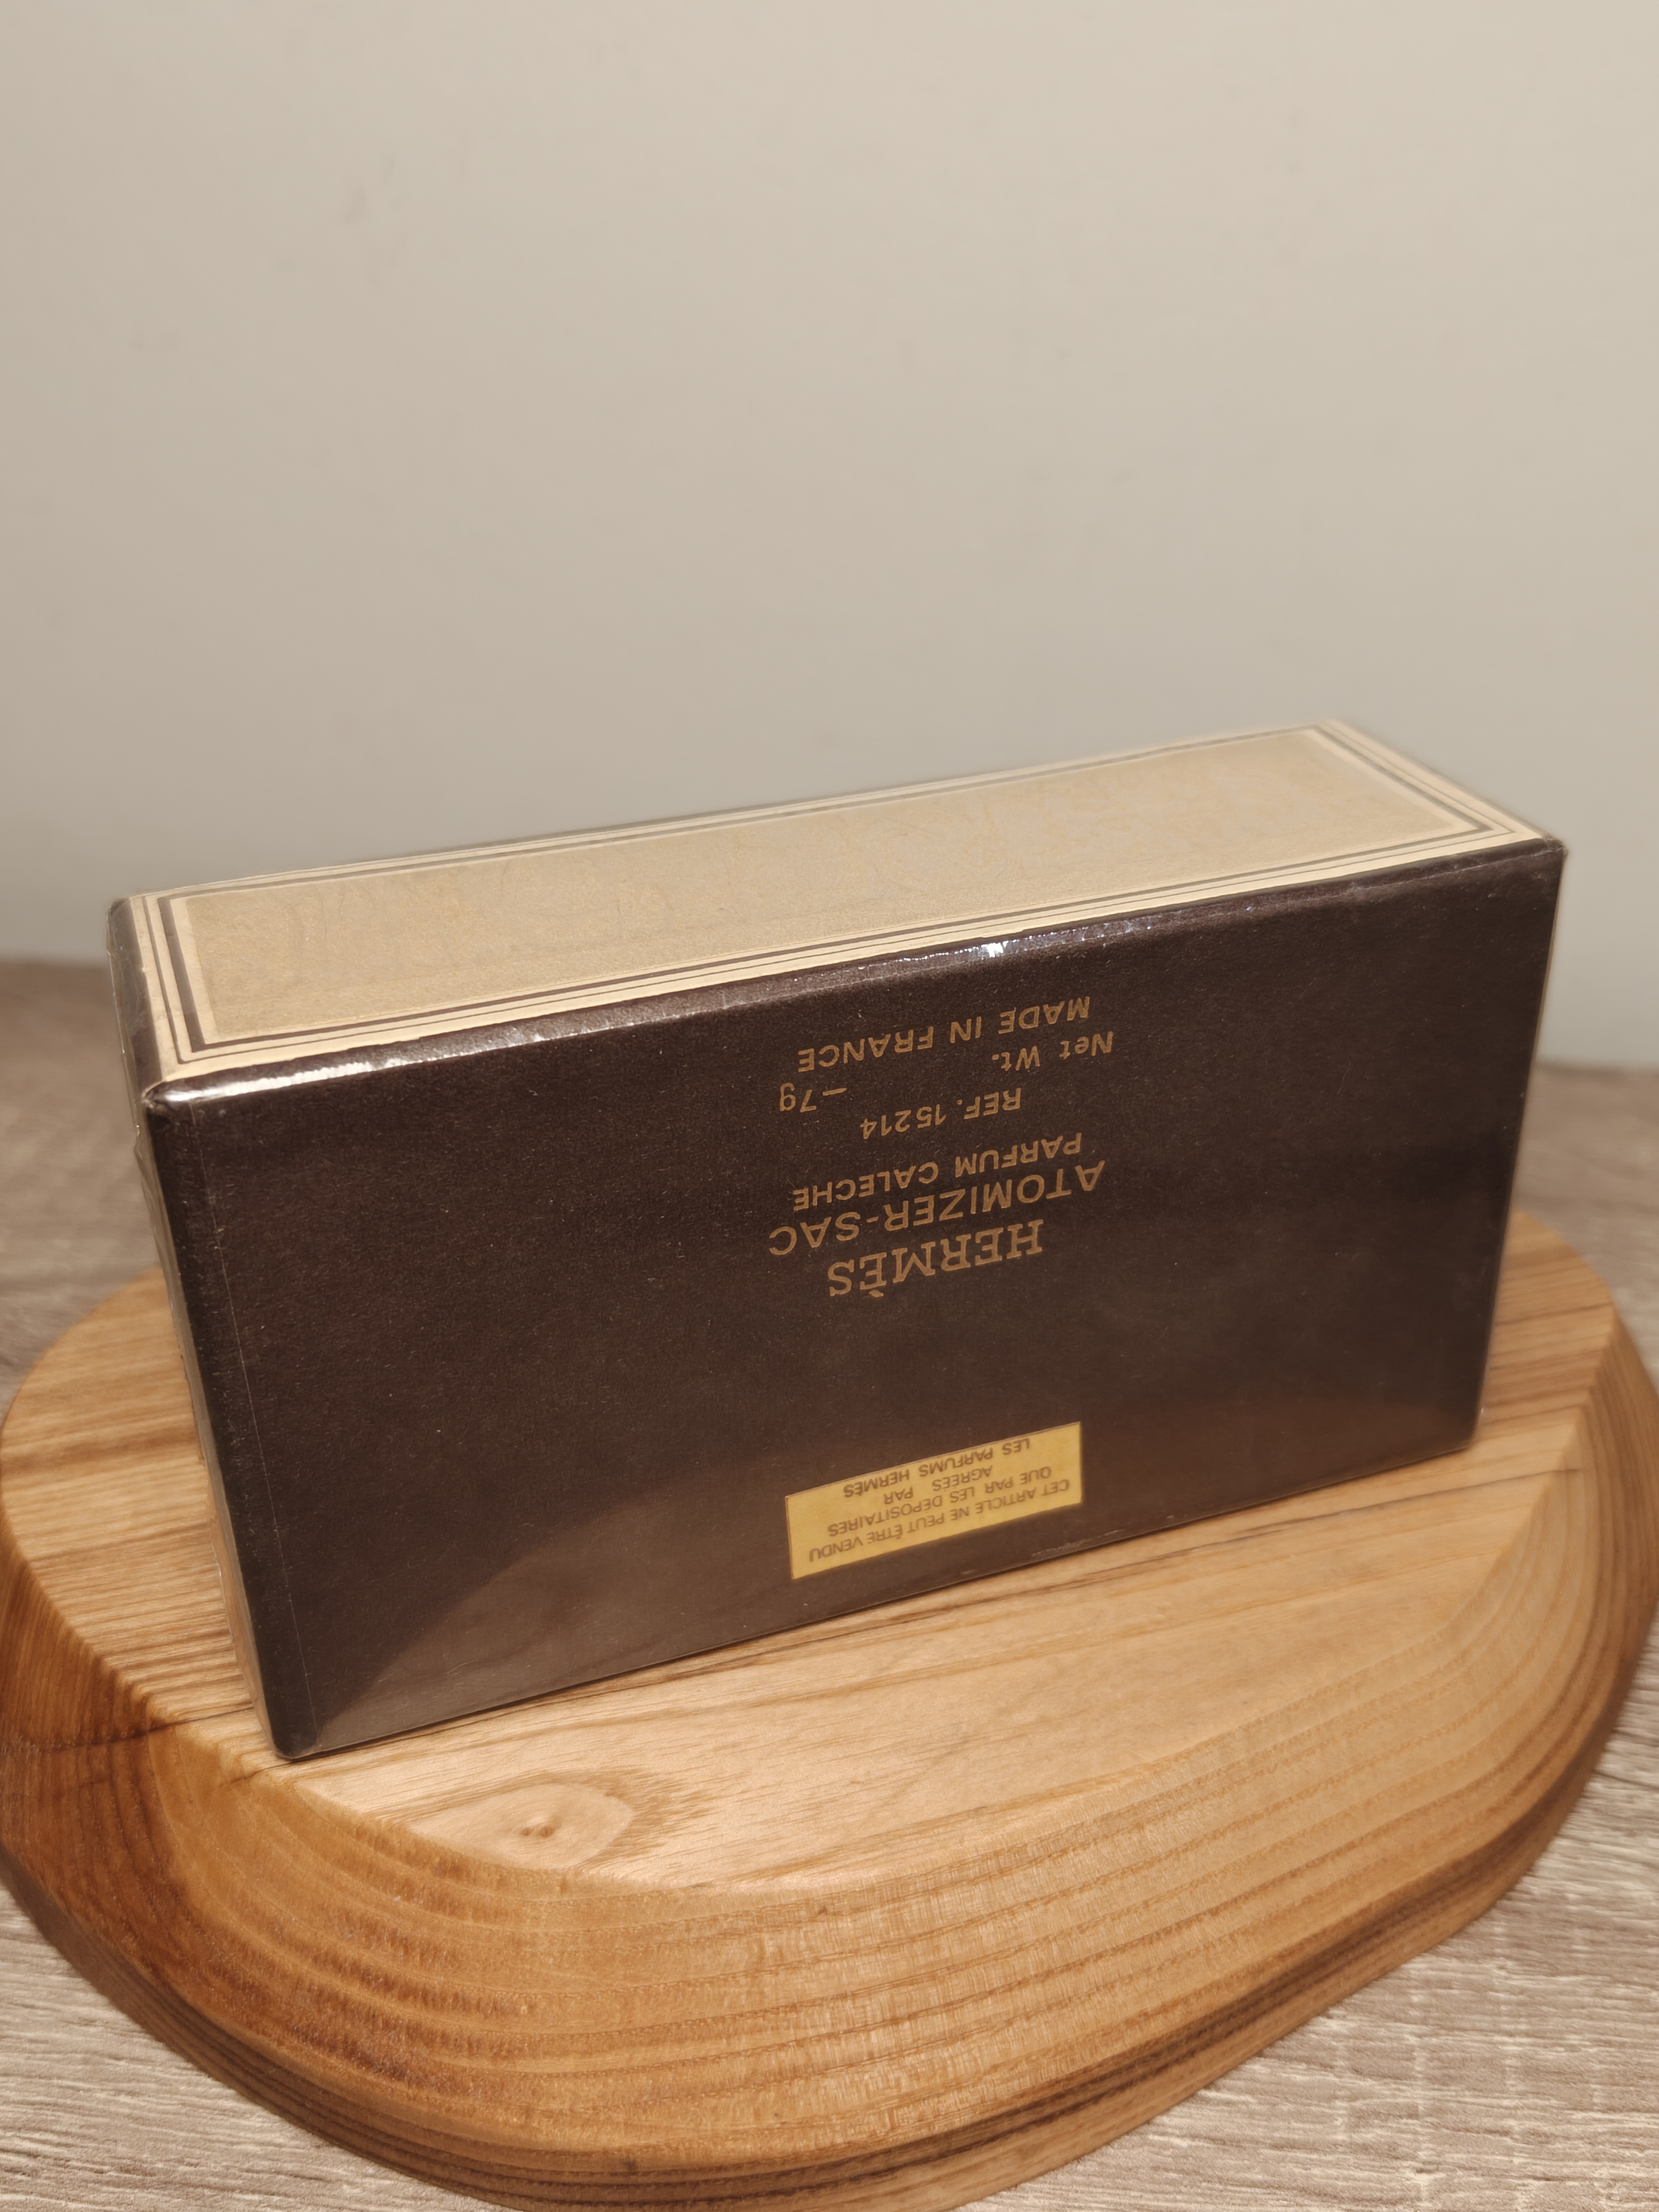 HERMÈS
ATOMIZER-SAC
PARFUM CALECHE
REF. 15214
Net Wt. –7g
MADE IN FRANCE
CET ARTICLE NE PEUT ÊTRE VENDU
QUE PAR LES DEPOSITAIRES
AGREES PAR
LES PARFUMS HERMÈS